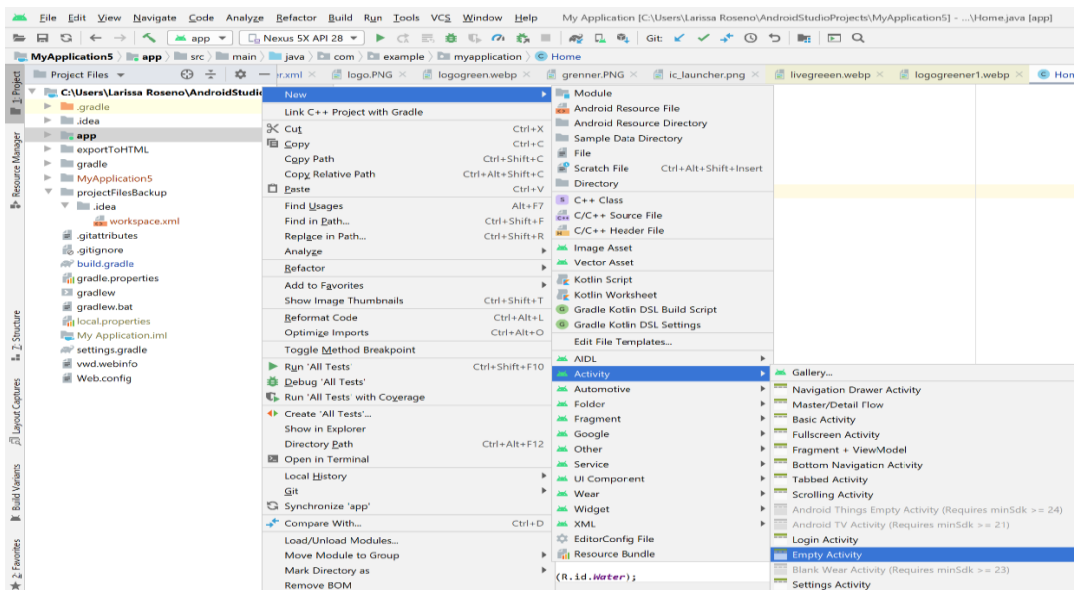 File Edit View Navigate Code Analyze Refactor Build Run Tools VCS Window Help My Application [C:\Users\Larissa Roseno\AndroidStudioProjects\MyApplication5] - ...\Home.java [app]
app Nexus 5X API 28 Git:
MyApplication5 app src main java com example myapplication Home
Project Files r.xml logo.PNG logogreen.webp grenner.PNG ic_launcher.png livegreeen.webp logogreener1.webp Hom
1: Project
Resource Manager
7: Structure
Layout Captures
Build Variants
2: Favorites
C:\Users\Larissa Roseno\AndroidStudi
.gradle
.idea
app
exportToHTML
gradle
MyApplication5
projectFilesBackup
.idea
workspace.xml
.gitattributes
.gitignore
build.gradle
gradle.properties
gradlew
gradlew.bat
local.properties
My Application.iml
settings.gradle
vwd.webinfo
Web.config
New
Link C++ Project with Gradle
Cut Ctrl+X
Copy Ctrl+C
Copy Path Ctrl+Shift+C
Copy Relative Path Ctrl+Alt+Shift+C
Paste Ctrl+V
Find Usages Alt+F7
Find in Path... Ctrl+Shift+F
Replace in Path... Ctrl+Shift+R
Analyze
Refactor
Add to Favorites
Show Image Thumbnails Ctrl+Shift+T
Reformat Code Ctrl+Alt+L
Optimize Imports Ctrl+Alt+O
Toggle Method Breakpoint
Run 'All Tests' Ctrl+Shift+F10
Debug 'All Tests'
Run 'All Tests' with Coverage
Create 'All Tests'...
Show in Explorer
Directory Path Ctrl+Alt+F12
Open in Terminal
Local History
Git
Synchronize 'app'
Compare With... Ctrl+D
Load/Unload Modules...
Move Module to Group
Mark Directory as
Remove BOM
Module
Android Resource File
Android Resource Directory
Sample Data Directory
File
Scratch File Ctrl+Alt+Shift+Insert
Directory
C++ Class
C/C++ Source File
C/C++ Header File
Image Asset
Vector Asset
Kotlin Script
Kotlin Worksheet
Gradle Kotlin DSL Build Script
Gradle Kotlin DSL Settings
Edit File Templates...
AIDL
Activity
Automotive
Folder
Fragment
Google
Other
Service
UI Component
Wear
Widget
XML
EditorConfig File
Resource Bundle
(R.id.Water);
Gallery...
Navigation Drawer Activity
Master/Detail Flow
Basic Activity
Fullscreen Activity
Fragment + ViewModel
Bottom Navigation Activity
Tabbed Activity
Scrolling Activity
Android Things Empty Activity (Requires minSdk >= 24)
Android TV Activity (Requires minSdk >= 21)
Login Activity
Empty Activity
Blank Wear Activity (Requires minSdk >= 23)
Settings Activity